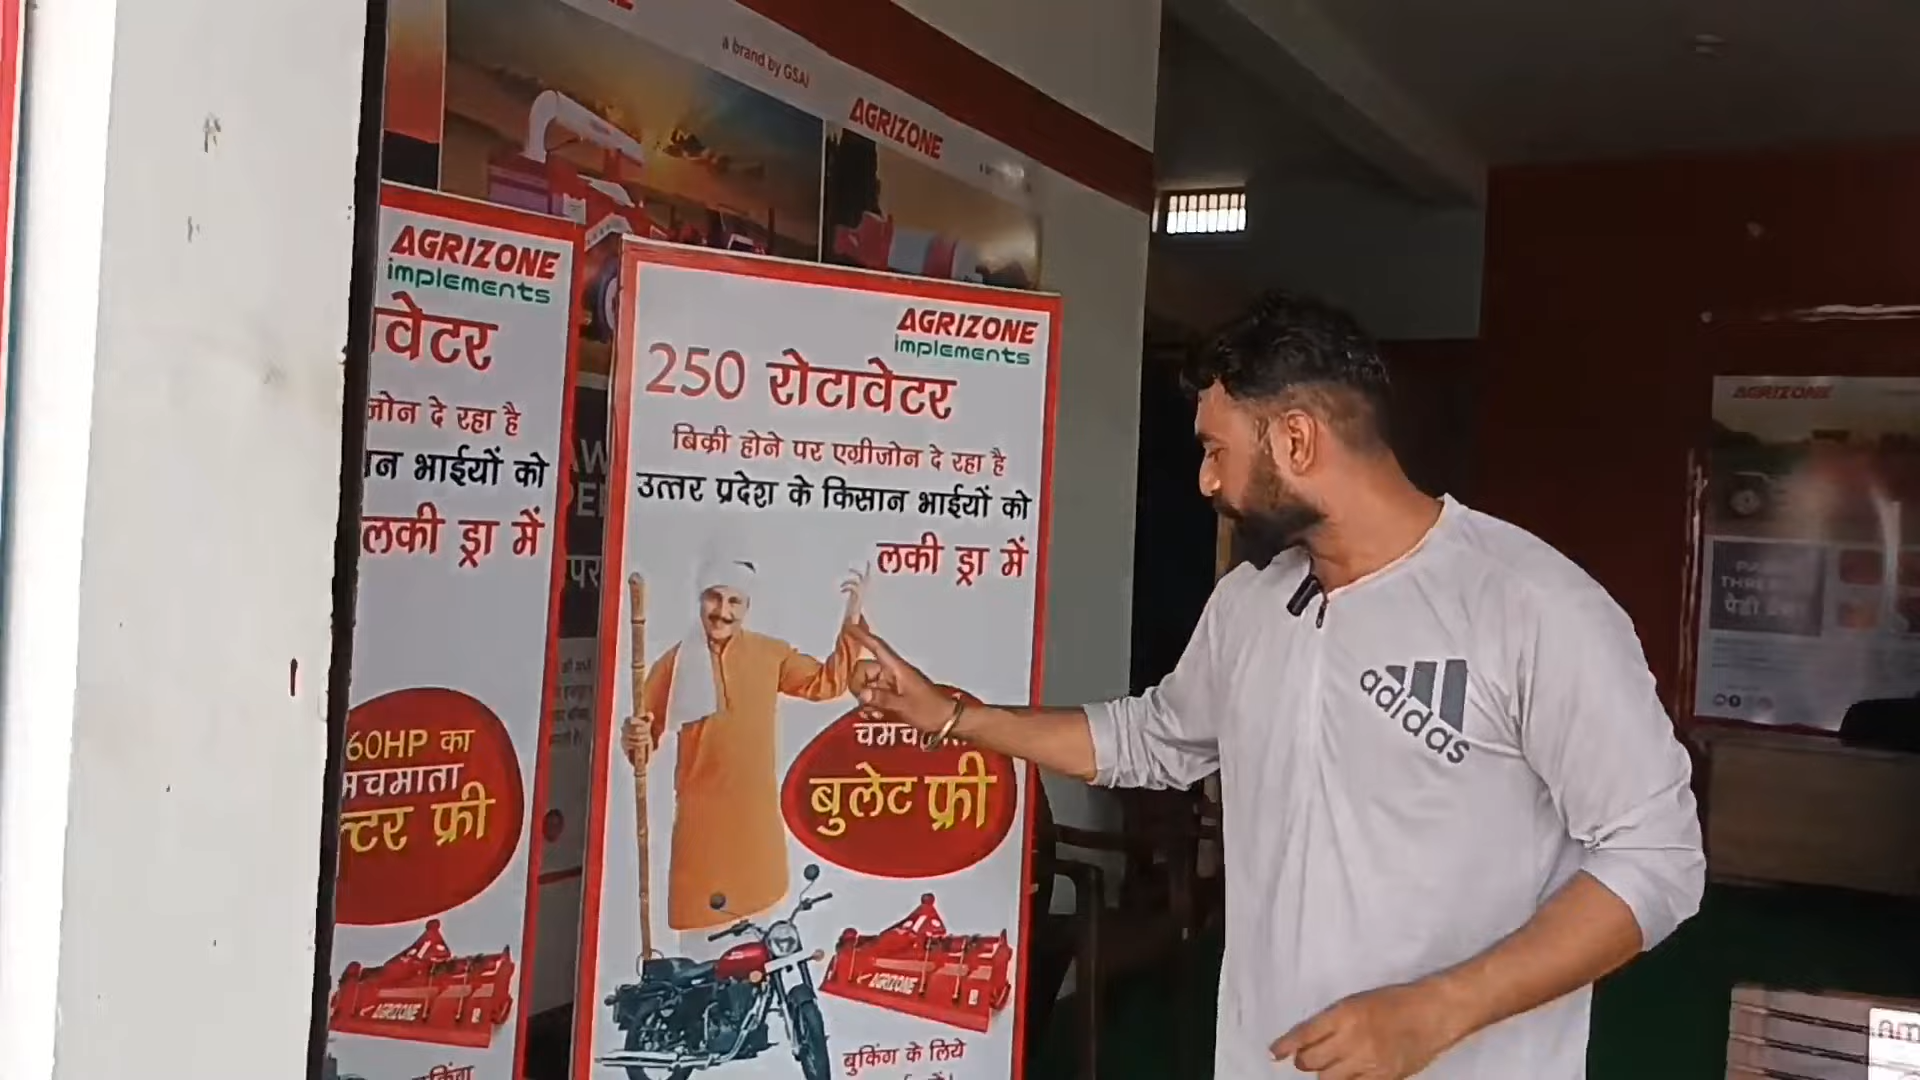 a brand by GSAI
AGRIZONE
AGRIZONE
implements
वेटर
जोन दे रहा है
न भाईयों को
लकी ड्रा में
60HP का
मचमाता
टर फ्री
AGRIZONE
AGRIZONE
implements
250 रोटावेटर
बिक्री होने पर एग्रीजोन दे रहा है
उत्तर प्रदेश के किसान भाईयों को
लकी ड्रा में
बुलेट फ्री
AGRIZONE
बुकिंग के लिये
adidas
AGRIZONE